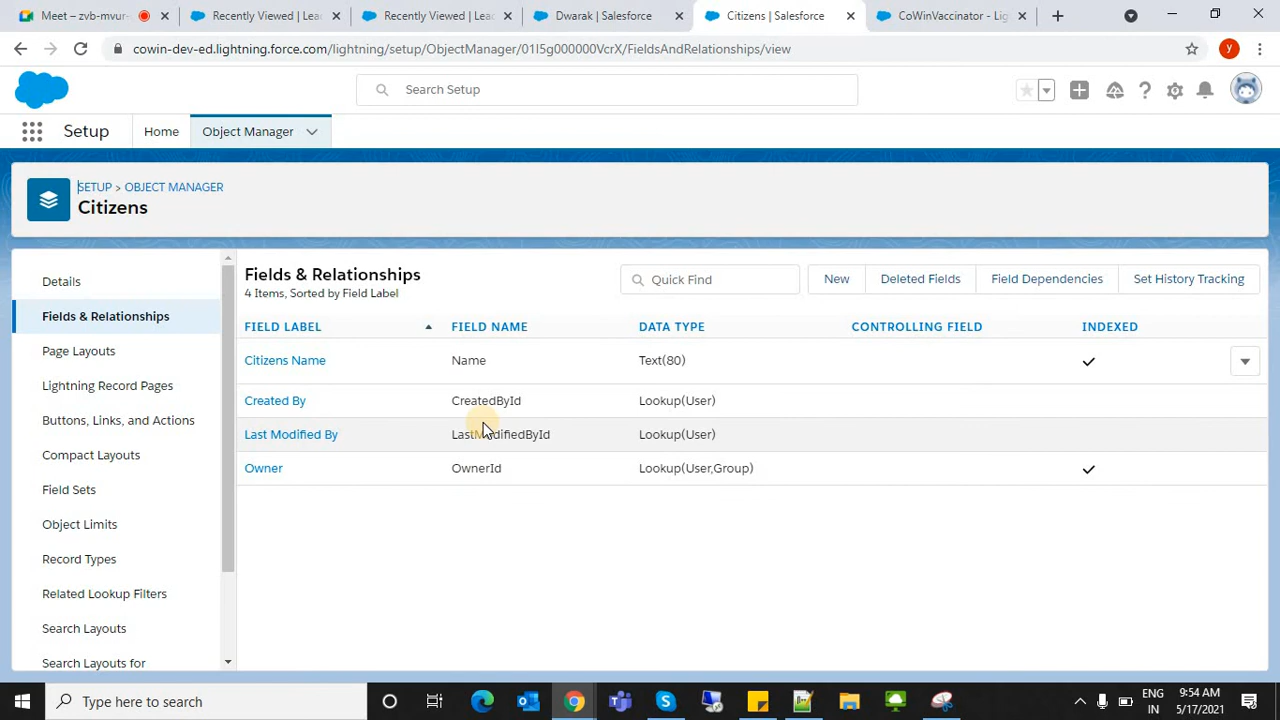 Meet – zvb-mvur-
Recently Viewed | Lea
Recently Viewed | Lea
Dwarak | Salesforce
Citizens | Salesforce
CoWinVaccinator - Lig
cowin-dev-ed.lightning.force.com/lightning/setup/ObjectManager/01I5g000000VcrX/FieldsAndRelationships/view
y
Search Setup
Setup
Home
Object Manager
SETUP > OBJECT MANAGER
Citizens
Details
Fields & Relationships
Page Layouts
Lightning Record Pages
Buttons, Links, and Actions
Compact Layouts
Field Sets
Object Limits
Record Types
Related Lookup Filters
Search Layouts
Search Layouts for
Fields & Relationships
4 Items, Sorted by Field Label
Quick Find
New
Deleted Fields
Field Dependencies
Set History Tracking
FIELD LABEL FIELD NAME DATA TYPE CONTROLLING FIELD INDEXED
Citizens Name Name Text(80)
Created By CreatedById Lookup(User)
Last Modified By LastModifiedById Lookup(User)
Owner OwnerId Lookup(User,Group)
Type here to search
ENG
IN
9:54 AM
5/17/2021